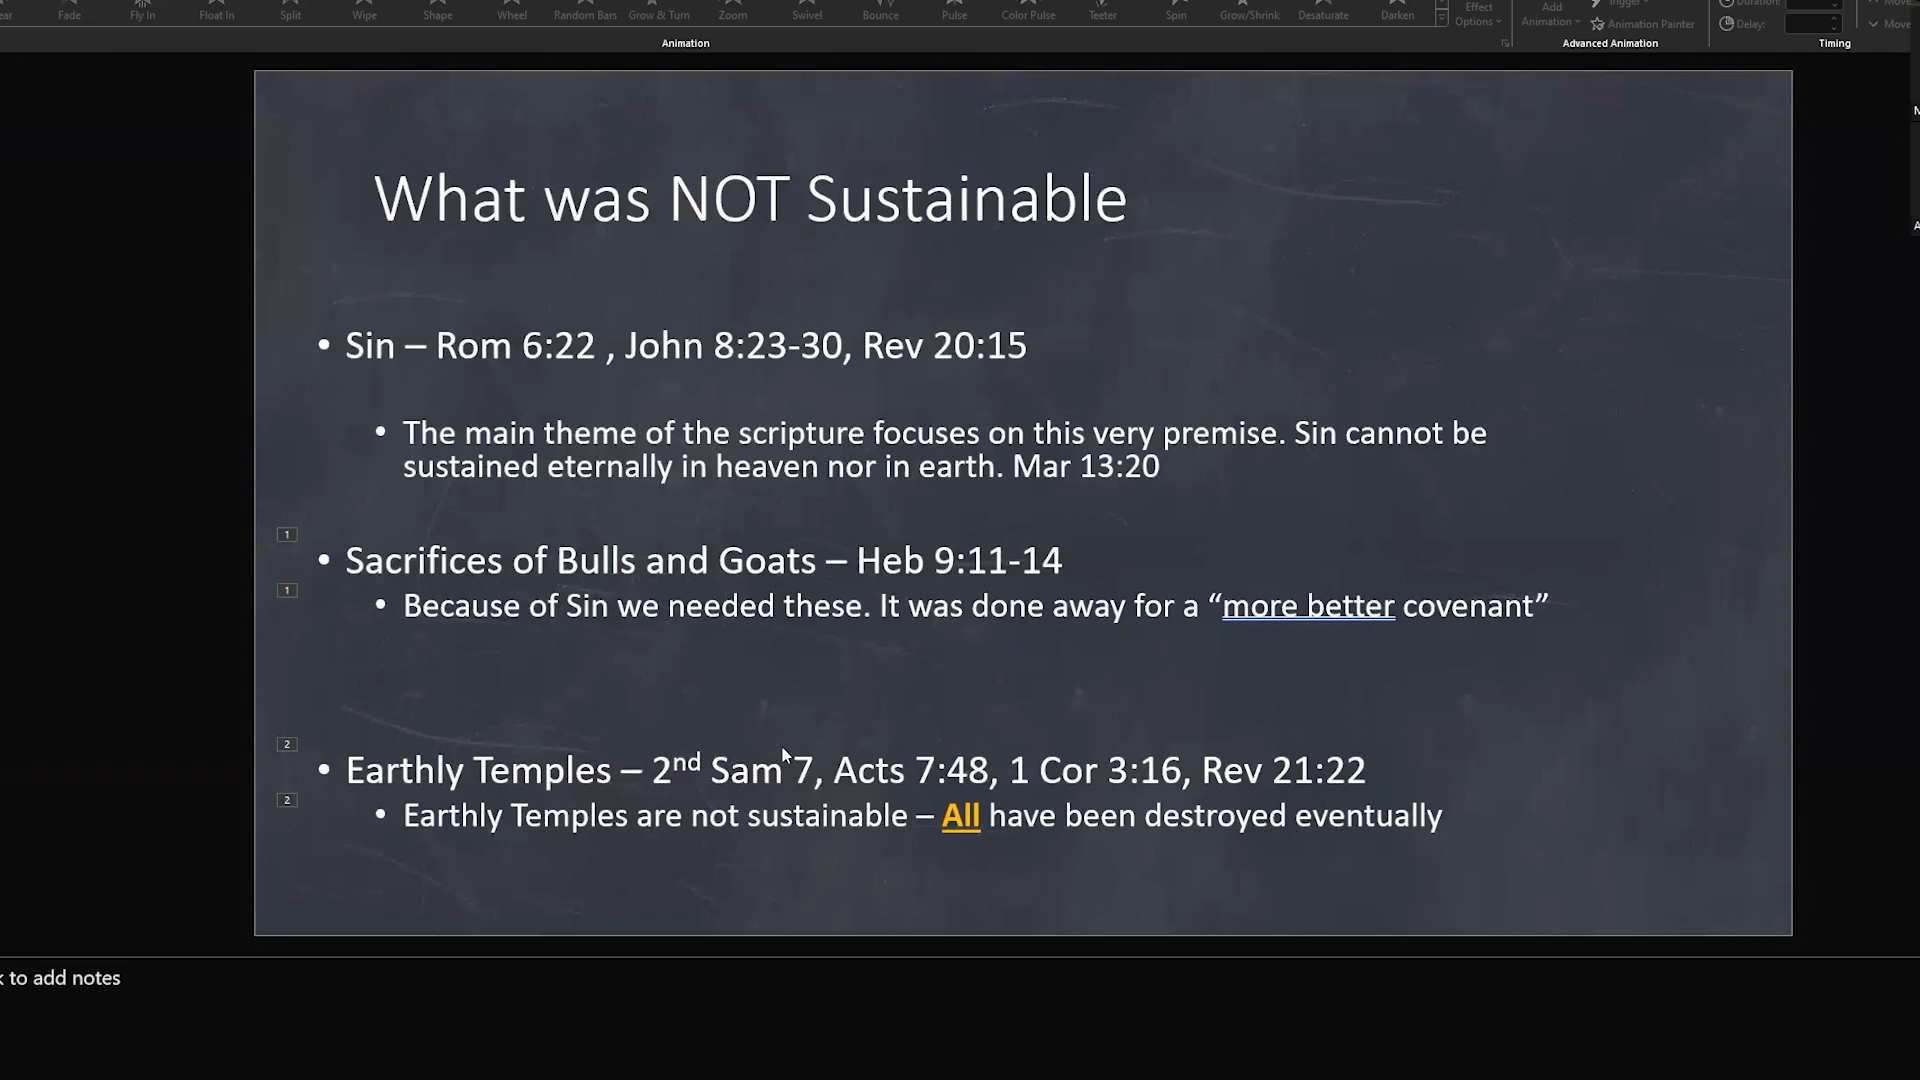 Fade Fly In Float In Split Wipe Shape Wheel Random Bars Grow & Turn Zoom Swivel Bounce Pulse Color Pulse Teeter Spin Grow/Shrink Desaturate Darken
Effect Options
Add Animation
Animation Painter
Duration:
Delay:
Move
Move
Animation
Advanced Animation
Timing
What was NOT Sustainable
• Sin – Rom 6:22 , John 8:23-30, Rev 20:15
• The main theme of the scripture focuses on this very premise. Sin cannot be
sustained eternally in heaven nor in earth. Mar 13:20
1
• Sacrifices of Bulls and Goats – Heb 9:11-14
1
• Because of Sin we needed these. It was done away for a “more better covenant”
2
• Earthly Temples – 2nd Sam 7, Acts 7:48, 1 Cor 3:16, Rev 21:22
2
• Earthly Temples are not sustainable – All have been destroyed eventually
to add notes